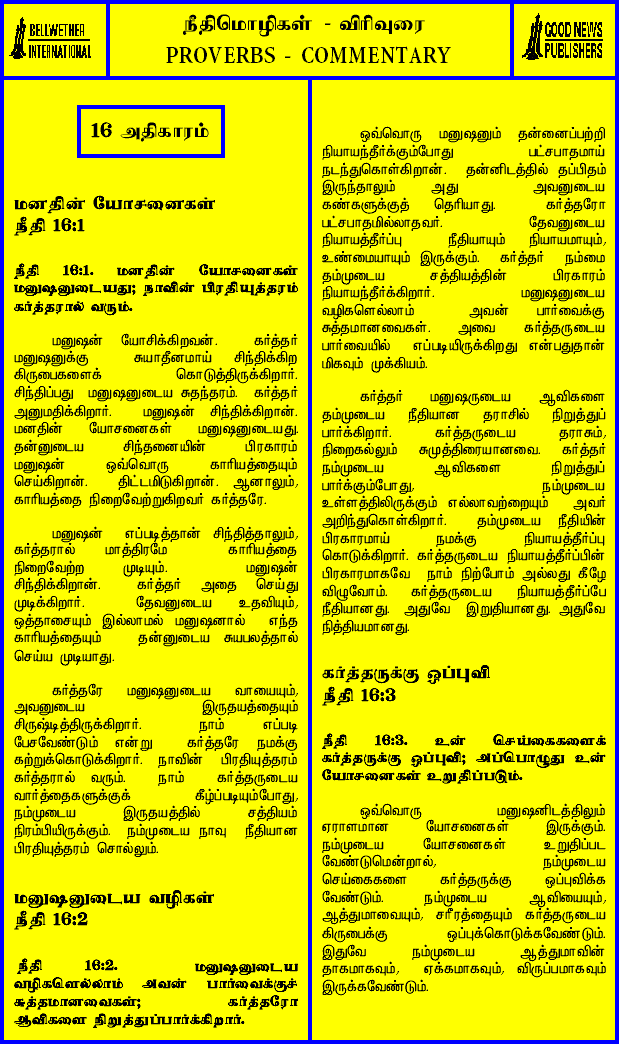 BELLWETHER
INTERNATIONAL
நீதிமொழிகள் - விரிவுரை
PROVERBS - COMMENTARY
GOOD NEWS
PUBLISHERS
16 அதிகாரம்
மனதின் யோசனைகள்
நீதி 16:1
நீதி 16:1. மனதின் யோசனைகள்
மனுஷனுடையது; நாவின் பிரதியுத்தரம்
கர்த்தரால் வரும்.
மனுஷன் யோசிக்கிறவன். கர்த்தர்
மனுஷனுக்கு சுயாதீனமாய் சிந்திக்கிற
கிருபைகளைக் கொடுத்திருக்கிறார்.
சிந்திப்பது மனுஷனுடைய சுதந்தரம். கர்த்தர்
அனுமதிக்கிறார். மனுஷன் சிந்திக்கிறான்.
மனதின் யோசனைகள் மனுஷனுடையது.
தன்னுடைய சிந்தனையின் பிரகாரம்
மனுஷன் ஒவ்வொரு காரியத்தையும்
செய்கிறான். திட்டமிடுகிறான். ஆனாலும்,
காரியத்தை நிறைவேற்றுகிறவர் கர்த்தரே.
மனுஷன் எப்படித்தான் சிந்தித்தாலும்,
கர்த்தரால் மாத்திரமே காரியத்தை
நிறைவேற்ற முடியும். மனுஷன்
சிந்திக்கிறான். கர்த்தர் அதை செய்து
முடிக்கிறார். தேவனுடைய உதவியும்,
ஒத்தாசையும் இல்லாமல் மனுஷனால் எந்த
காரியத்தையும் தன்னுடைய சுயபலத்தால்
செய்ய முடியாது.
கர்த்தரே மனுஷனுடைய வாயையும்,
அவனுடைய இருதயத்தையும்
சிருஷ்டித்திருக்கிறார். நாம் எப்படி
பேசவேண்டும் என்று கர்த்தரே நமக்கு
கற்றுக்கொடுக்கிறார். நாவின் பிரதியுத்தரம்
கர்த்தரால் வரும். நாம் கர்த்தருடைய
வார்த்தைகளுக்குக் கீழ்ப்படியும்போது,
நம்முடைய இருதயத்தில் சத்தியம்
நிரம்பியிருக்கும். நம்முடைய நாவு நீதியான
பிரதியுத்தரம் சொல்லும்.
மனுஷனுடைய வழிகள்
நீதி 16:2
நீதி 16:2. மனுஷனுடைய
வழிகளெல்லாம் அவன் பார்வைக்குச்
சுத்தமானவைகள்; கர்த்தரோ
ஆவிகளை நிறுத்துப்பார்க்கிறார்.
ஒவ்வொரு மனுஷனும் தன்னைப்பற்றி
நியாயந்தீர்க்கும்போது பட்சபாதமாய்
நடந்துகொள்கிறான். தன்னிடத்தில் தப்பிதம்
இருந்தாலும் அது அவனுடைய
கண்களுக்குத் தெரியாது. கர்த்தரோ
பட்சபாதமில்லாதவர். தேவனுடைய
நியாயத்தீர்ப்பு நீதியாயும் நியாயமாயும்,
உண்மையாயும் இருக்கும். கர்த்தர் நம்மை
தம்முடைய சத்தியத்தின் பிரகாரம்
நியாயந்தீர்க்கிறார். மனுஷனுடைய
வழிகளெல்லாம் அவன் பார்வைக்கு
சுத்தமானவைகள். அவை கர்த்தருடைய
பார்வையில் எப்படியிருக்கிறது என்பதுதான்
மிகவும் முக்கியம்.
கர்த்தர் மனுஷருடைய ஆவிகளை
தம்முடைய நீதியான தராசில் நிறுத்துப்
பார்க்கிறார். கர்த்தருடைய தராசும்,
நிறைகல்லும் சுமுத்திரையானவை. கர்த்தர்
நம்முடைய ஆவிகளை நிறுத்துப்
பார்க்கும்போது, நம்முடைய
உள்ளத்திலிருக்கும் எல்லாவற்றையும் அவர்
அறிந்துகொள்கிறார். தம்முடைய நீதியின்
பிரகாரமாய் நமக்கு நியாயத்தீர்ப்பு
கொடுக்கிறார். கர்த்தருடைய நியாயத்தீர்ப்பின்
பிரகாரமாகவே நாம் நிற்போம் அல்லது கீழே
விழுவோம். கர்த்தருடைய நியாயத்தீர்ப்பே
நீதியானது. அதுவே இறுதியானது. அதுவே
நித்தியமானது.
கர்த்தருக்கு ஒப்புவி
நீதி 16:3
நீதி 16:3. உன் செய்கைகளைக்
கர்த்தருக்கு ஒப்புவி; அப்பொழுது உன்
யோசனைகள் உறுதிப்படும்.
ஒவ்வொரு மனுஷனிடத்திலும்
ஏராளமான யோசனைகள் இருக்கும்.
நம்முடைய யோசனைகள் உறுதிப்பட
வேண்டுமென்றால், நம்முடைய
செய்கைகளை கர்த்தருக்கு ஒப்புவிக்க
வேண்டும். நம்முடைய ஆவியையும்,
ஆத்துமாவையும், சரீரத்தையும் கர்த்தருடைய
கிருபைக்கு ஒப்புக்கொடுக்கவேண்டும்.
இதுவே நம்முடைய ஆத்துமாவின்
தாகமாகவும், ஏக்கமாகவும், விருப்பமாகவும்
இருக்கவேண்டும்.